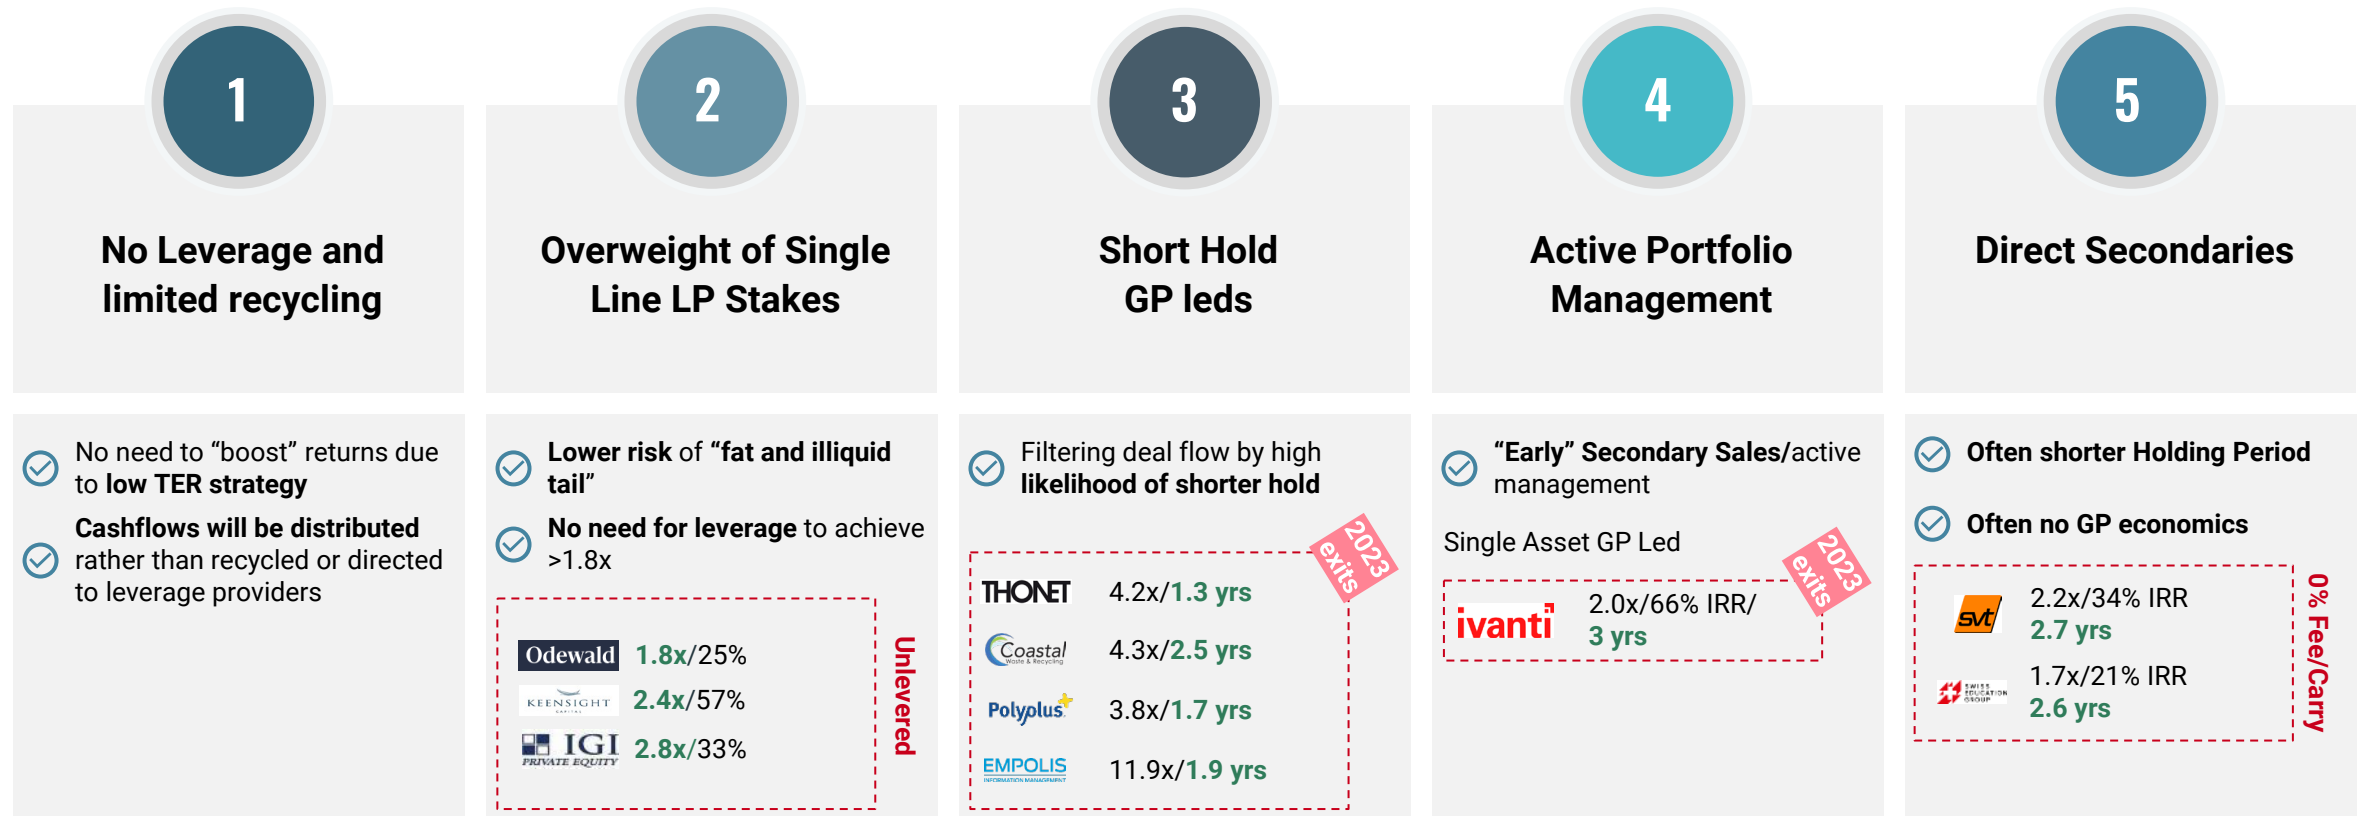 1
No Leverage and
limited recycling
No need to “boost” returns due
to low TER strategy
Cashflows will be distributed
rather than recycled or directed
to leverage providers
2
Overweight of Single
Line LP Stakes
Lower risk of “fat and illiquid
tail”
No need for leverage to achieve
>1.8x
Odewald 1.8x/25%
KEENSIGHT
CAPITAL
2.4x/57%
IGI
PRIVATE EQUITY
2.8x/33%
Unlevered
3
Short Hold
GP leds
Filtering deal flow by high
likelihood of shorter hold
2023
exits
THONET 4.2x/1.3 yrs
Coastal
Waste & Recycling
4.3x/2.5 yrs
Polyplus 3.8x/1.7 yrs
EMPOLIS
INFORMATION MANAGEMENT
11.9x/1.9 yrs
4
Active Portfolio
Management
“Early” Secondary Sales/active
management
Single Asset GP Led
2023
exits
ivanti
2.0x/66% IRR/
3 yrs
5
Direct Secondaries
Often shorter Holding Period
Often no GP economics
svt
2.2x/34% IRR
2.7 yrs
SWISS
EDUCATION
GROUP
1.7x/21% IRR
2.6 yrs
0% Fee/Carry